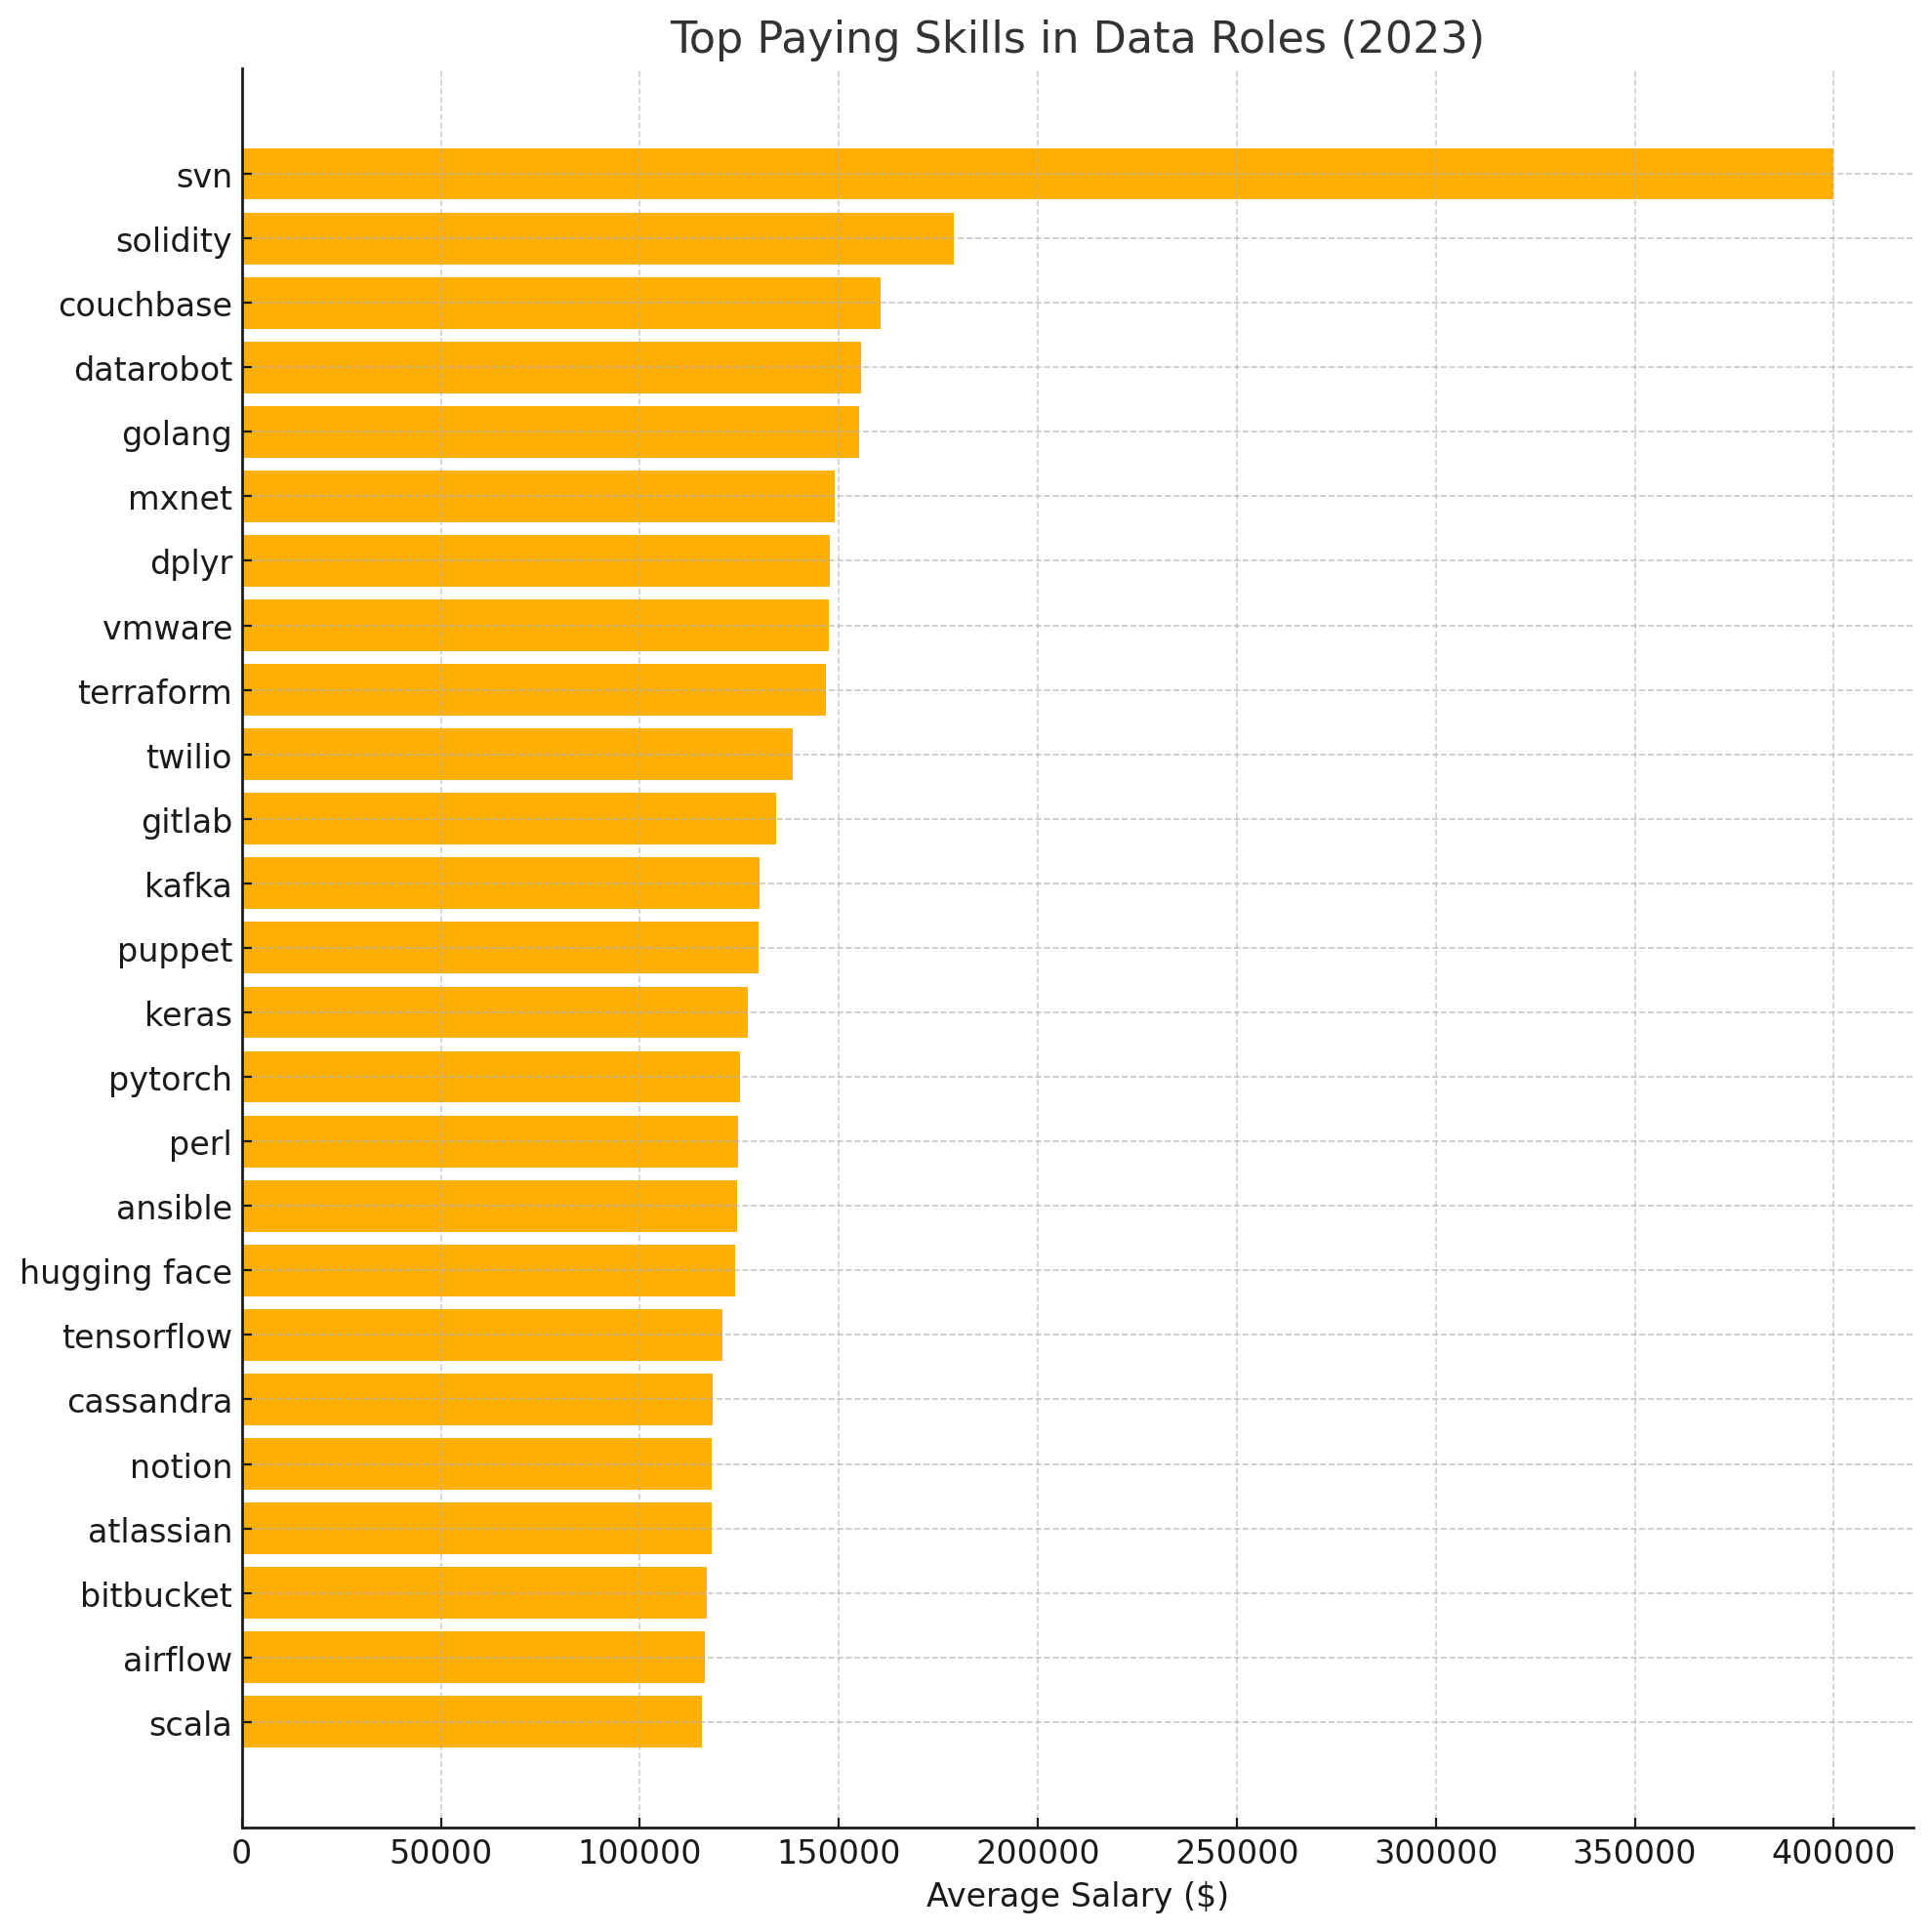 Top Paying Skills in Data Roles (2023)
svn
solidity
couchbase
datarobot
golang
mxnet
dplyr
vmware
terraform
twilio
gitlab
kafka
puppet
keras
pytorch
perl
ansible
hugging face
tensorflow
cassandra
notion
atlassian
bitbucket
airflow
scala
0 50000 100000 150000 200000 250000 300000 350000 400000
Average Salary ($)